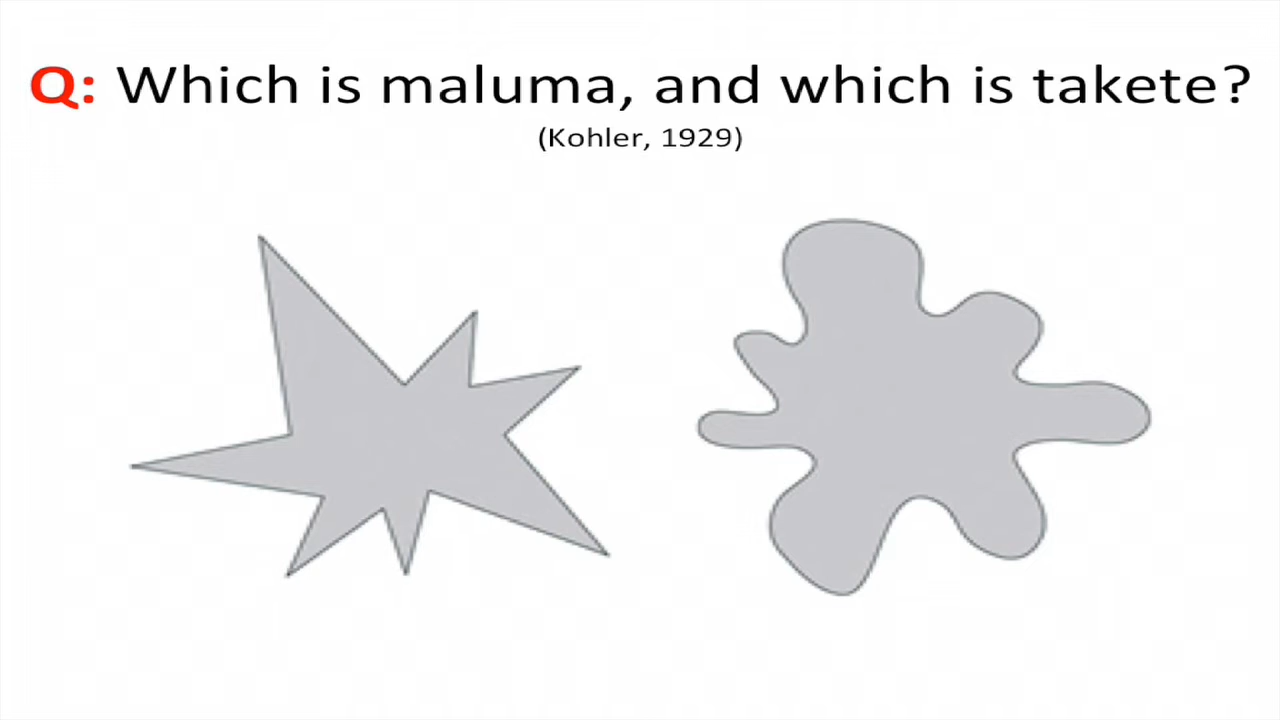 Q: Which is maluma, and which is takete?
(Kohler, 1929)